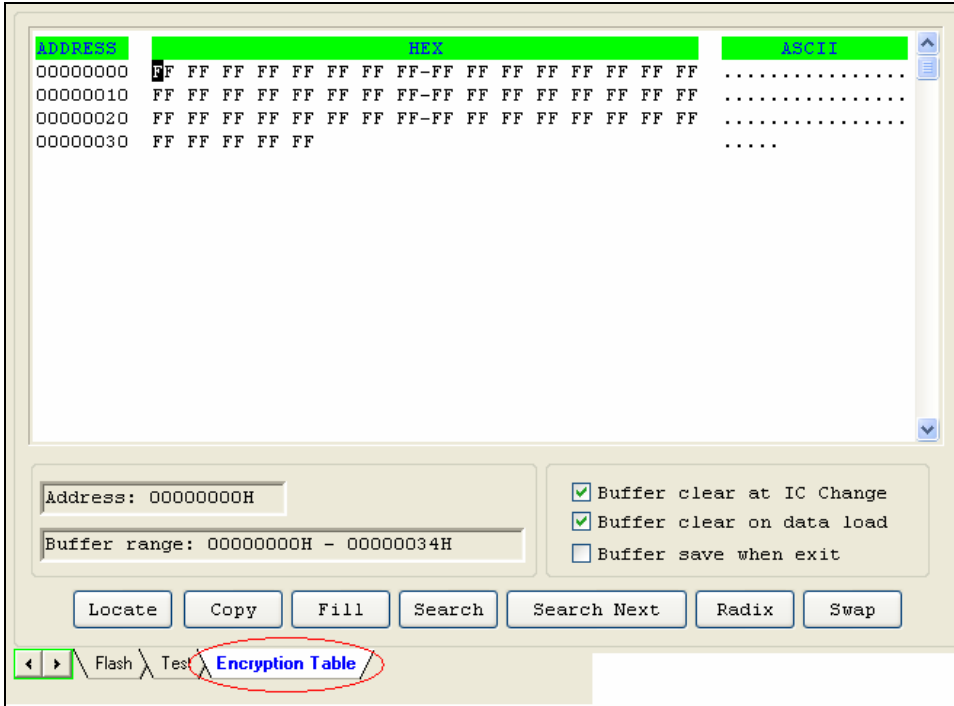 ADDRESS HEX ASCII
00000000 FF FF FF FF FF FF FF FF-FF FF FF FF FF FF FF FF ................
00000010 FF FF FF FF FF FF FF FF-FF FF FF FF FF FF FF FF ................
00000020 FF FF FF FF FF FF FF FF-FF FF FF FF FF FF FF FF ................
00000030 FF FF FF FF FF .....
Address: 00000000H
Buffer range: 00000000H - 00000034H
Buffer clear at IC Change
Buffer clear on data load
Buffer save when exit
Locate Copy Fill Search Search Next Radix Swap
Flash Test Encryption Table